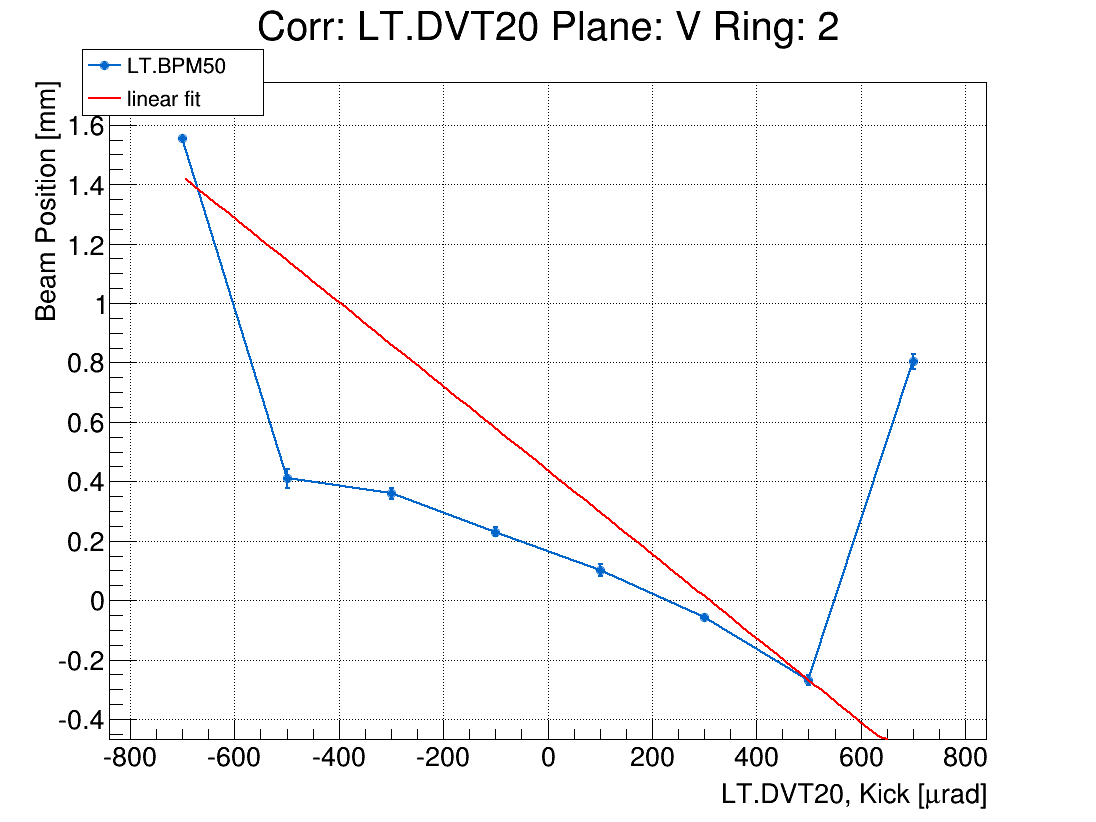 Corr: LT.DVT20 Plane: V Ring: 2
LT.BPM50
linear fit
Beam Position [mm]
1.6
1.4
1.2
1
0.8
0.6
0.4
0.2
0
-0.2
-0.4
-800 -600 -400 -200 0 200 400 600 800
LT.DVT20, Kick [μrad]